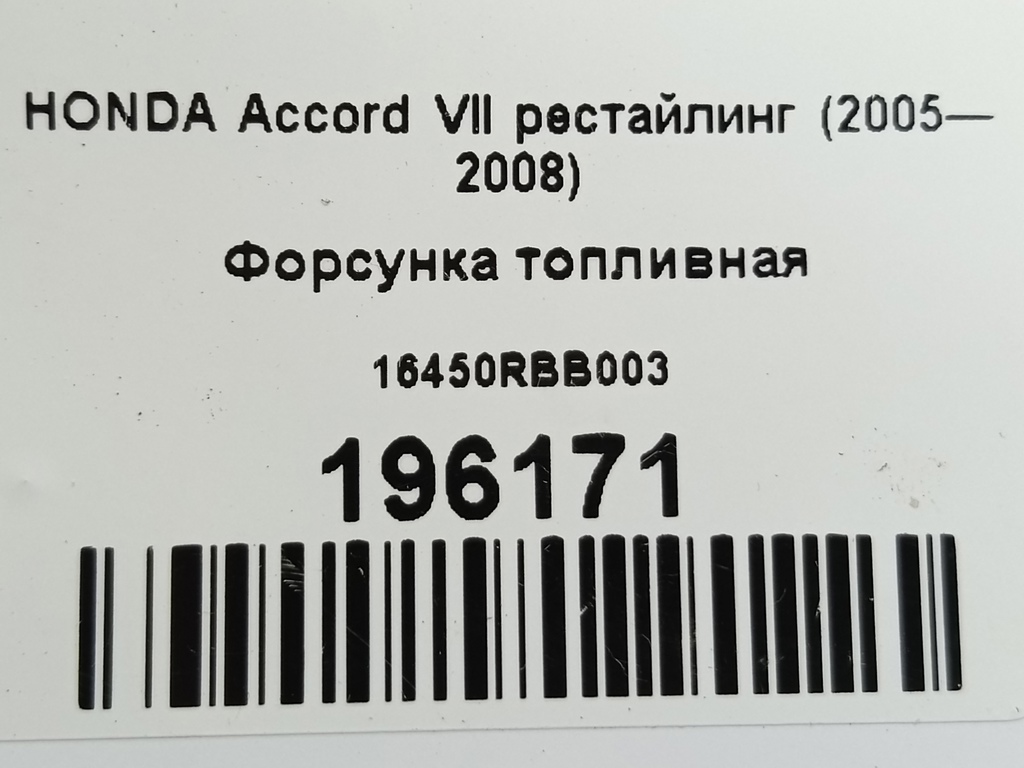 HONDA Accord VII рестайлинг (2005—
2008)
Форсунка топливная
16450RBB003
196171